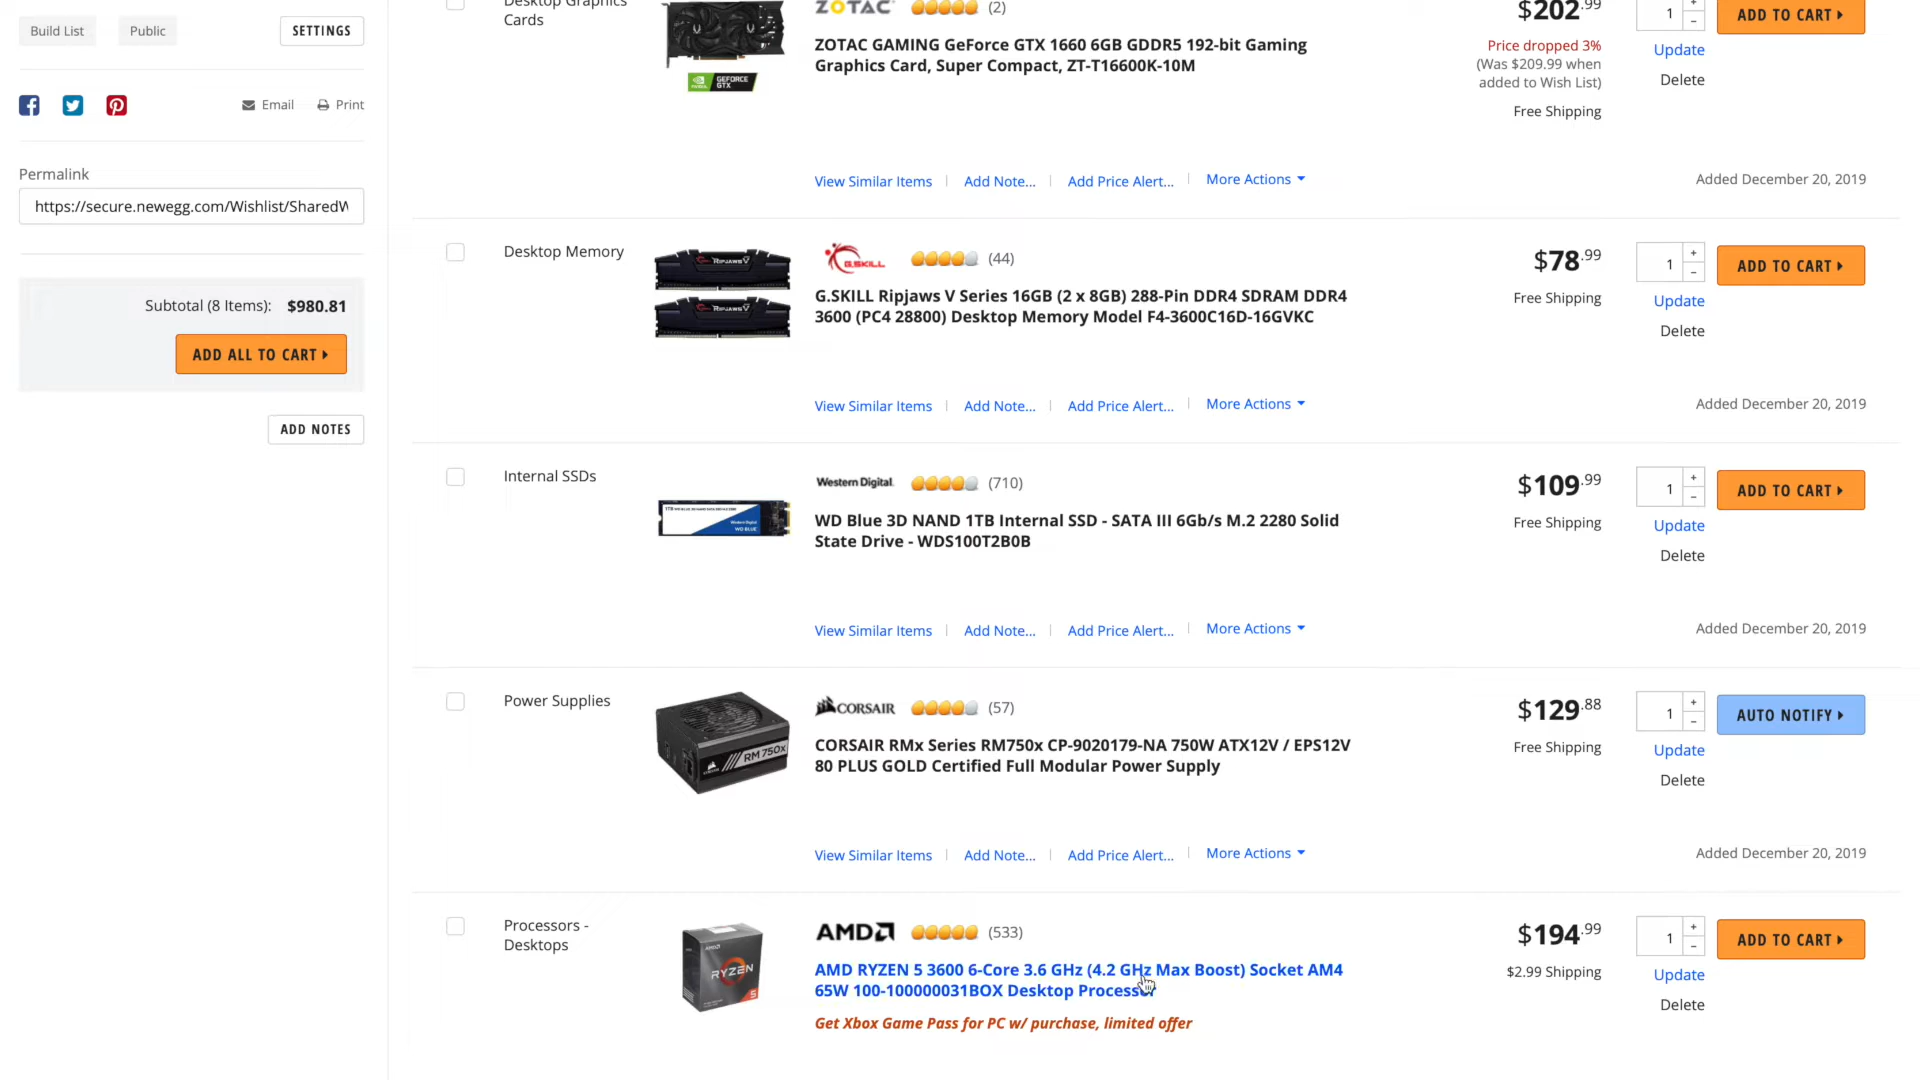 Build List
Public
SETTINGS
Email
Print
Permalink
https://secure.newegg.com/Wishlist/SharedW
Subtotal (8 Items): $980.81
ADD ALL TO CART
ADD NOTES
Desktop Graphics
Cards
GEFORCE
GTX
ZOTAC
(2)
ZOTAC GAMING GeForce GTX 1660 6GB GDDR5 192-bit Gaming
Graphics Card, Super Compact, ZT-T16600K-10M
$202.99
Price dropped 3%
(Was $209.99 when
added to Wish List)
Free Shipping
1
+
−
ADD TO CART
Update
Delete
View Similar Items
Add Note...
Add Price Alert...
More Actions
Added December 20, 2019
Desktop Memory
RIPJAWS V
RIPJAWS V
G.SKILL
(44)
G.SKILL Ripjaws V Series 16GB (2 x 8GB) 288-Pin DDR4 SDRAM DDR4
3600 (PC4 28800) Desktop Memory Model F4-3600C16D-16GVKC
$78.99
Free Shipping
1
+
−
ADD TO CART
Update
Delete
View Similar Items
Add Note...
Add Price Alert...
More Actions
Added December 20, 2019
Internal SSDs
WD BLUE
Western Digital.
(710)
WD Blue 3D NAND 1TB Internal SSD - SATA III 6Gb/s M.2 2280 Solid
State Drive - WDS100T2B0B
$109.99
Free Shipping
1
+
−
ADD TO CART
Update
Delete
View Similar Items
Add Note...
Add Price Alert...
More Actions
Added December 20, 2019
Power Supplies
RM 750x
CORSAIR
(57)
CORSAIR RMx Series RM750x CP-9020179-NA 750W ATX12V / EPS12V
80 PLUS GOLD Certified Full Modular Power Supply
$129.88
Free Shipping
1
+
−
AUTO NOTIFY
Update
Delete
View Similar Items
Add Note...
Add Price Alert...
More Actions
Added December 20, 2019
Processors -
Desktops
RYZEN
5
AMD
(533)
AMD RYZEN 5 3600 6-Core 3.6 GHz (4.2 GHz Max Boost) Socket AM4
65W 100-100000031BOX Desktop Processor
Get Xbox Game Pass for PC w/ purchase, limited offer
$194.99
$2.99 Shipping
1
+
−
ADD TO CART
Update
Delete